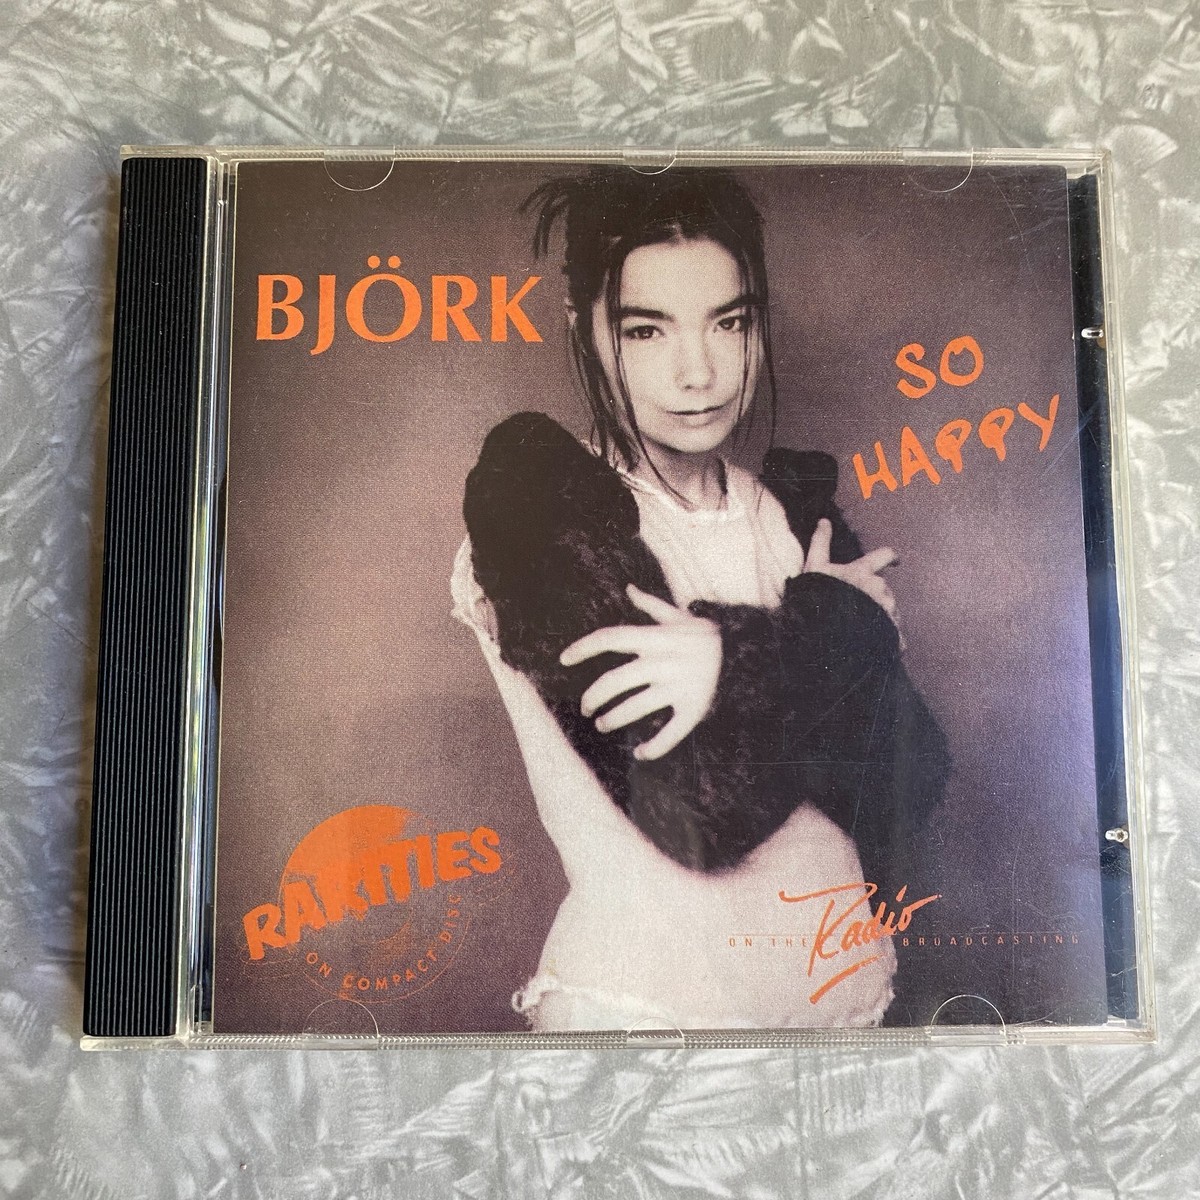 BJÖRK
SO
HAPPY
RARITIES
ON COMPACT DISC
ON THE Radio BROADCASTING